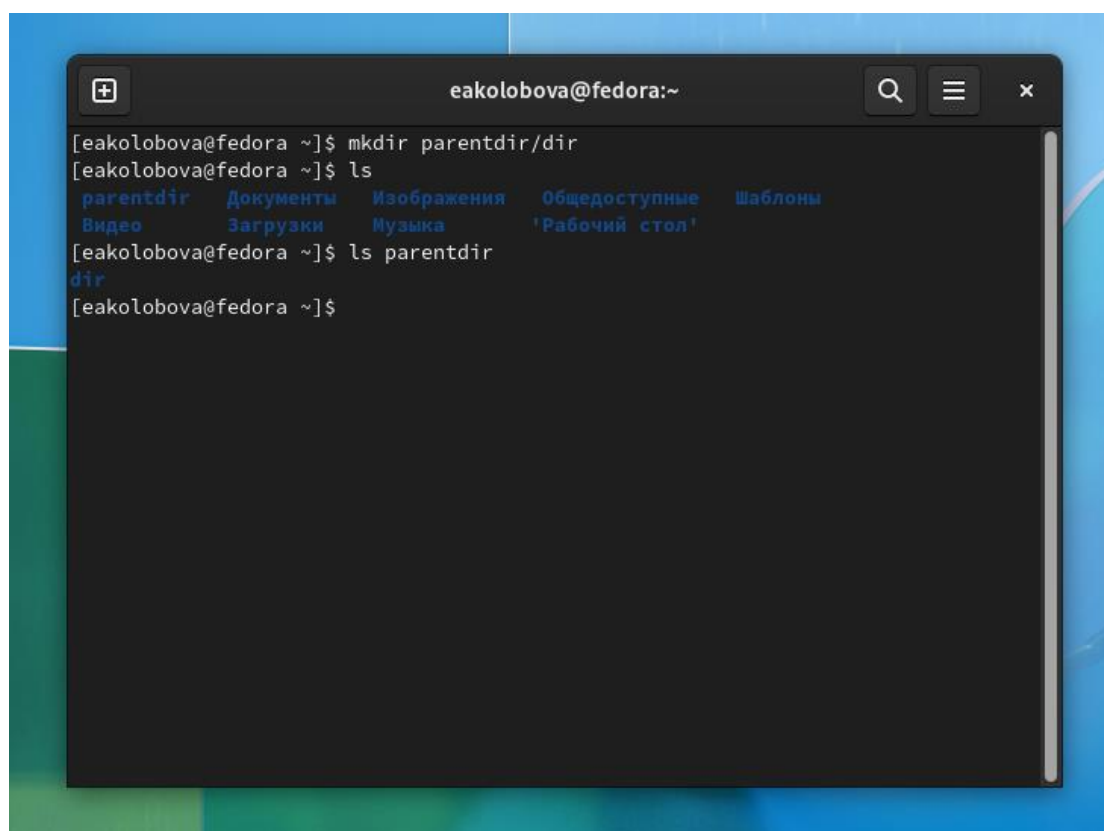 eakolobova@fedora:~
[eakolobova@fedora ~]$ mkdir parentdir/dir
[eakolobova@fedora ~]$ ls
parentdir Документы Изображения Общедоступные Шаблоны
Видео Загрузки Музыка 'Рабочий стол'
[eakolobova@fedora ~]$ ls parentdir
dir
[eakolobova@fedora ~]$